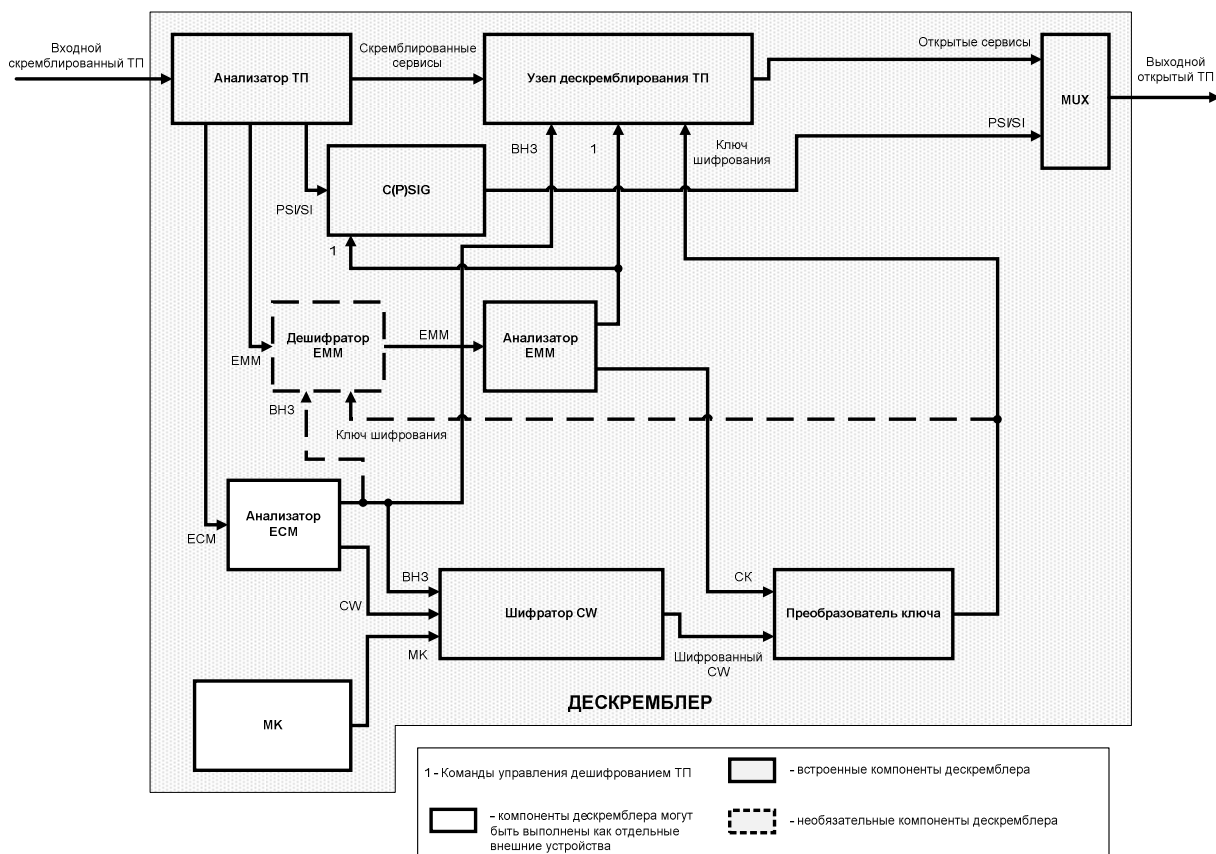 Входной
скремблированный ТП
Анализатор ТП
Скремблированные
сервисы
Узел дескремблирования ТП
Открытые сервисы
MUX
Выходной
открытый ТП
PSI/SI
ВНЗ
1
Ключ
шифрования
C(P)SIG
PSI/SI
1
Дешифратор
EMM
EMM
EMM
Анализатор
EMM
ВНЗ
Ключ шифрования
Анализатор
ECM
ECM
CW
ВНЗ
МК
Шифратор CW
СК
Шифрованный
CW
Преобразователь ключа
МК
ДЕСКРЕМБЛЕР
1 - Команды управления дешифрованием ТП
- встроенные компоненты дескремблера
- компоненты дескремблера могут
быть выполнены как отдельные
внешние устройства
- необязательные компоненты дескремблера